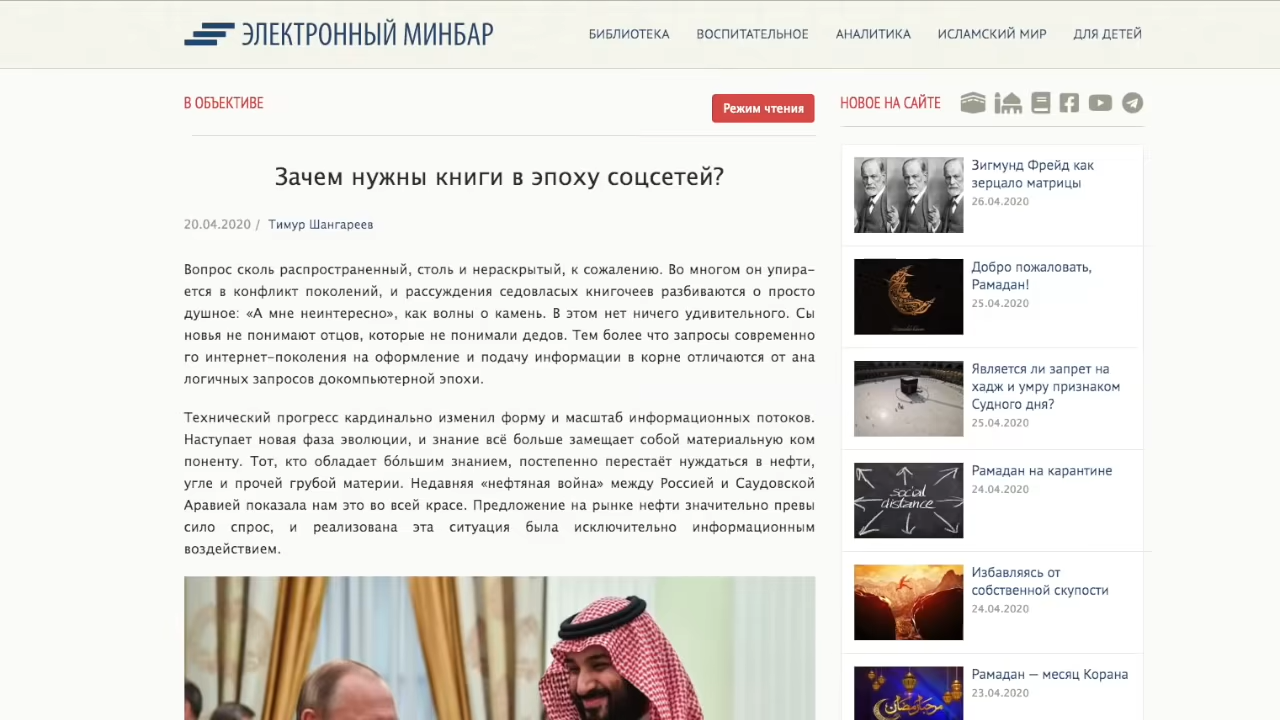 ЭЛЕКТРОННЫЙ МИНБАР
БИБЛИОТЕКА ВОСПИТАТЕЛЬНОЕ АНАЛИТИКА ИСЛАМСКИЙ МИР ДЛЯ ДЕТЕЙ
В ОБЪЕКТИВЕ
Режим чтения
Зачем нужны книги в эпоху соцсетей?
20.04.2020 / Тимур Шангареев
Вопрос сколь распространенный, столь и нераскрытый, к сожалению. Во многом он упира-
ется в конфликт поколений, и рассуждения седовласых книгочеев разбиваются о просто
душное: «А мне неинтересно», как волны о камень. В этом нет ничего удивительного. Сы
новья не понимают отцов, которые не понимали дедов. Тем более что запросы современно
го интернет-поколения на оформление и подачу информации в корне отличаются от ана
логичных запросов докомпьютерной эпохи.
Технический прогресс кардинально изменил форму и масштаб информационных потоков.
Наступает новая фаза эволюции, и знание всё больше замещает собой материальную ком
поненту. Тот, кто обладает бо́льшим знанием, постепенно перестаёт нуждаться в нефти,
угле и прочей грубой материи. Недавняя «нефтяная война» между Россией и Саудовской
Аравией показала нам это во всей красе. Предложение на рынке нефти значительно превы
сило спрос, и реализована эта ситуация была исключительно информационным
воздействием.
НОВОЕ НА САЙТЕ
Зигмунд Фрейд как
зерцало матрицы
26.04.2020
Добро пожаловать,
Рамадан!
25.04.2020
Является ли запрет на
хадж и умру признаком
Судного дня?
25.04.2020
social
distance
Рамадан на карантине
24.04.2020
Избавляясь от
собственной скупости
24.04.2020
مرحبا رمضان
Рамадан — месяц Корана
23.04.2020